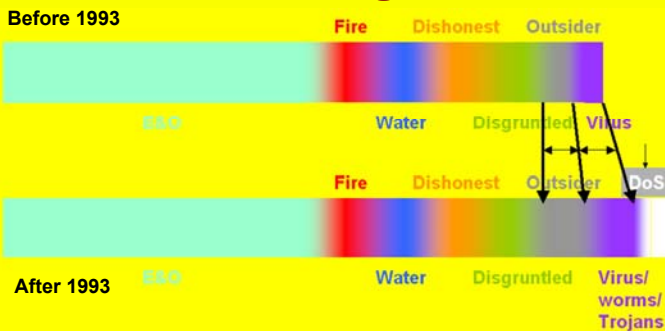 Before 1993
Fire Dishonest Outsider
E&O Water Disgruntled Virus
Fire Dishonest Outsider DoS
After 1993 E&O Water Disgruntled Virus/
worms/
Trojans